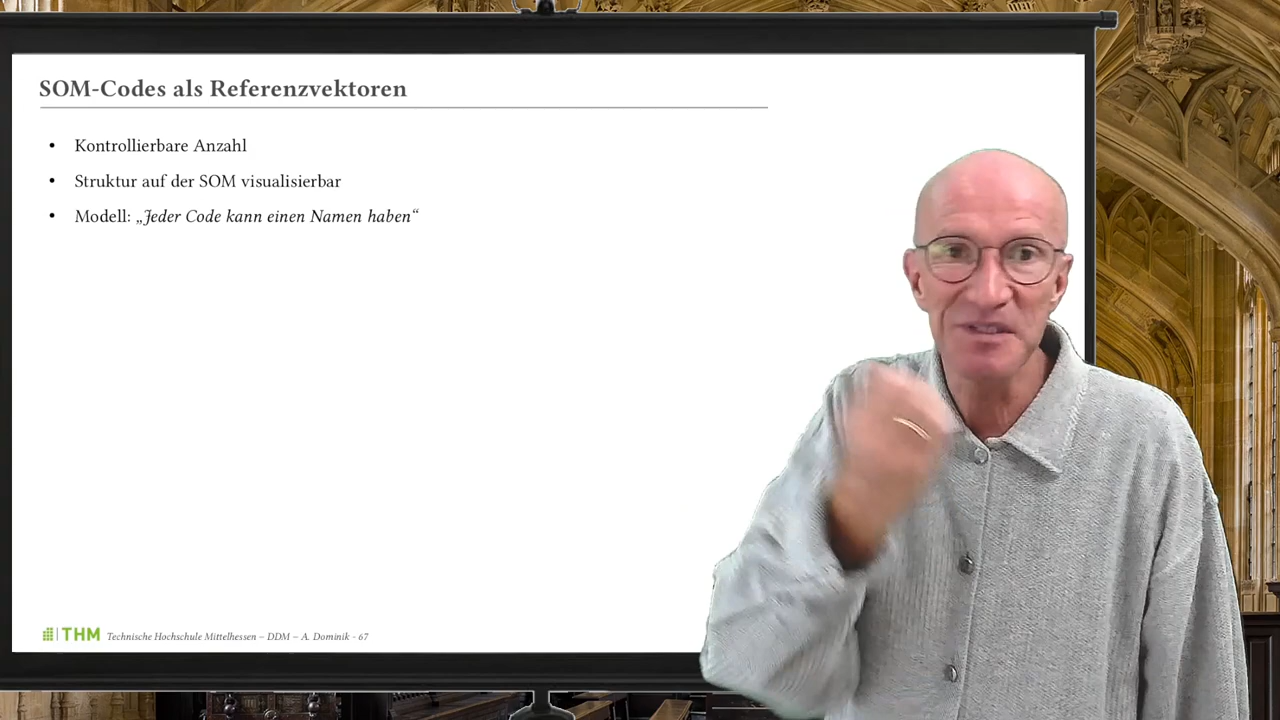 SOM-Codes als Referenzvektoren
• Kontrollierbare Anzahl
• Struktur auf der SOM visualisierbar
• Modell: „Jeder Code kann einen Namen haben“
THM Technische Hochschule Mittelhessen – DDM – A. Dominik - 67